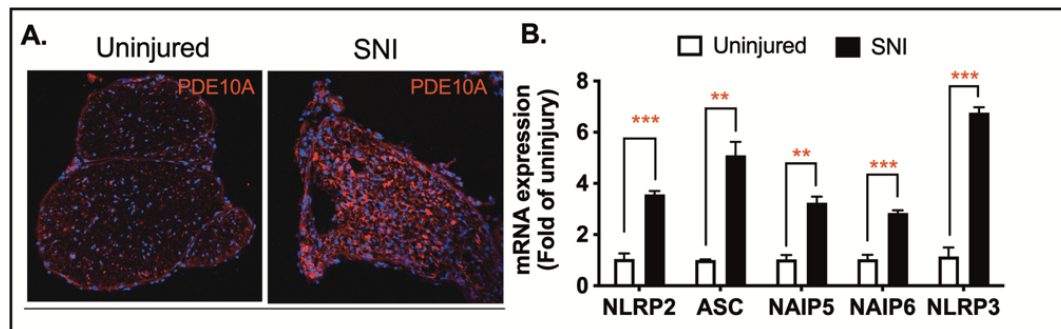 A.
Uninjured SNI
PDE10A PDE10A
B.
Uninjured SNI
mRNA expression
(Fold of uninjury)
8
6
4
2
0
*** ** ** *** ***
NLRP2 ASC NAIP5 NAIP6 NLRP3